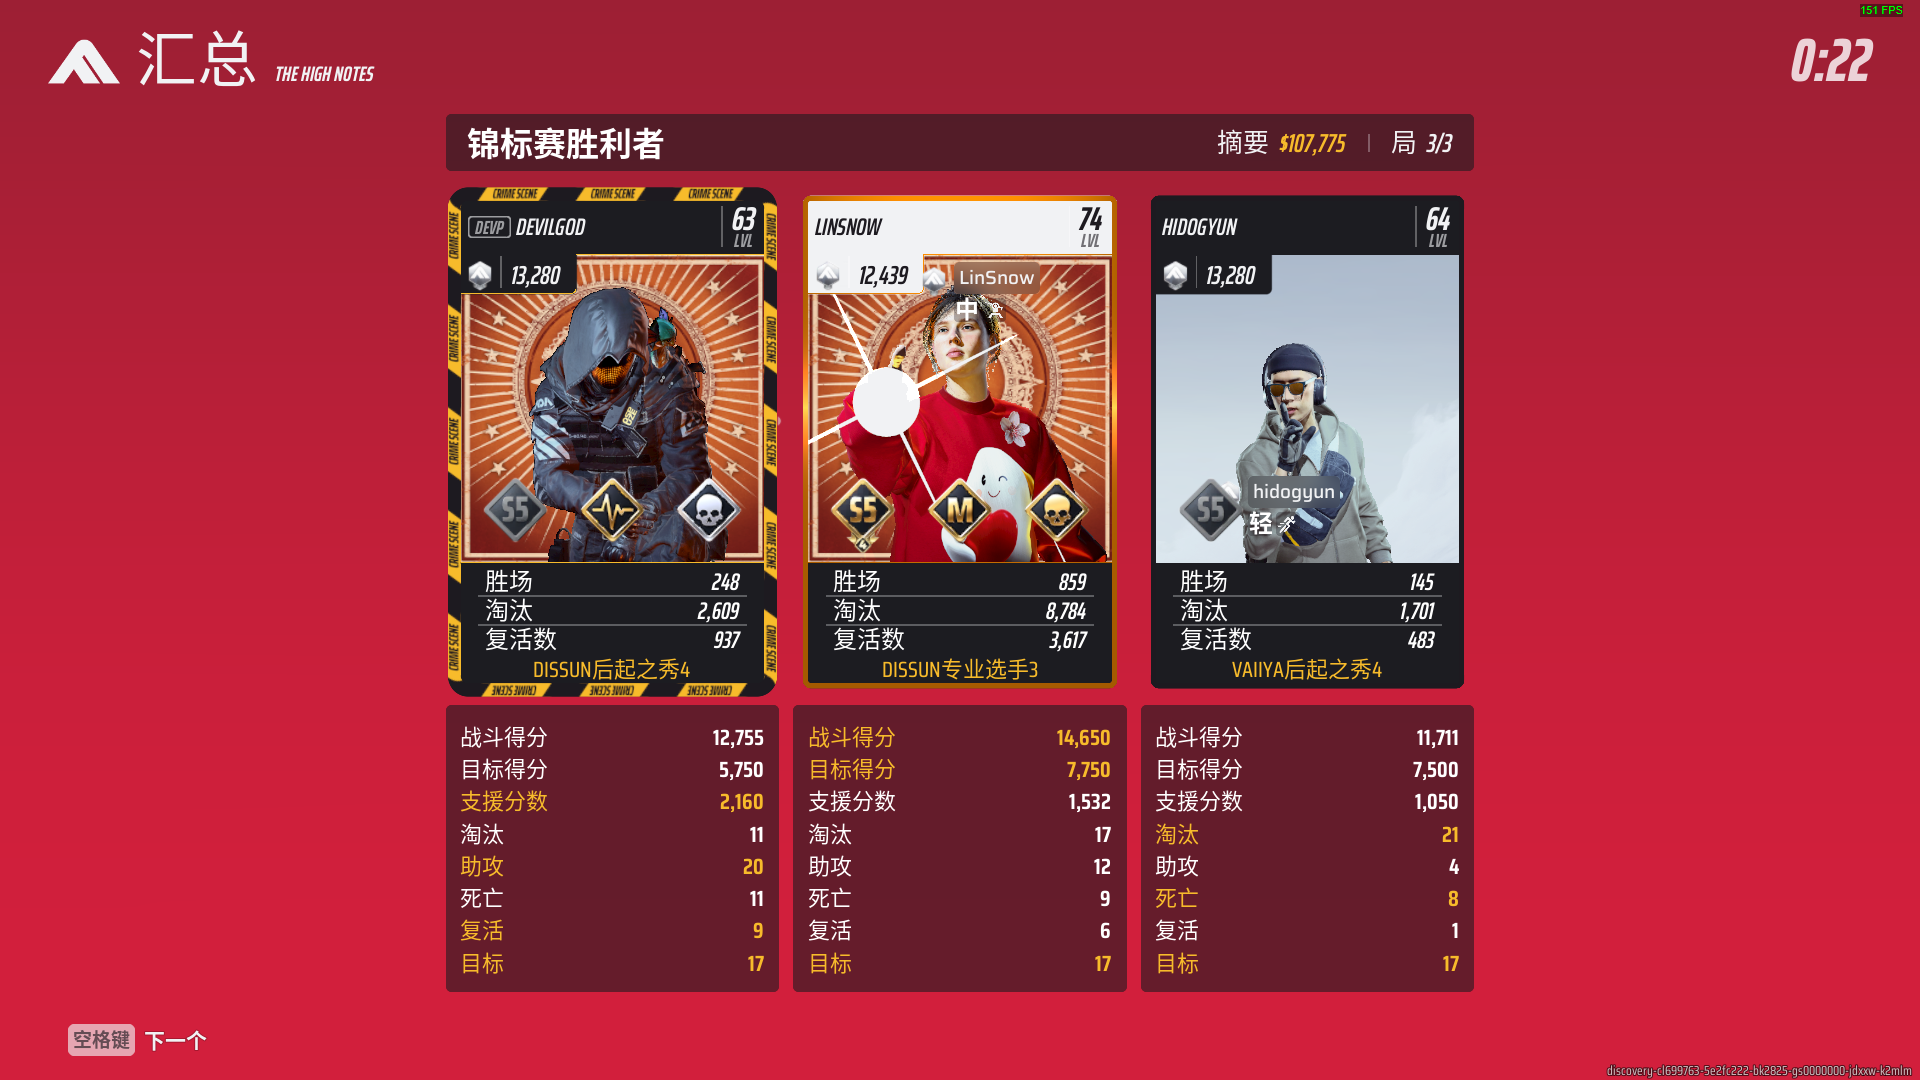 151 FPS
汇总 THE HIGH NOTES
0:22
锦标赛胜利者
摘要 $107,775 | 局 3/3
CRIME SCENE CRIME SCENE CRIME SCENE
DEVP DEVILGOD 63 LVL
13,280
S5
胜场 248
淘汰 2,609
复活数 937
DISSUN后起之秀4
CRIME SCENE CRIME SCENE CRIME SCENE
LINSNOW 74 LVL
12,439
LinSnow
中
S5 M
4
胜场 859
淘汰 8,784
复活数 3,617
DISSUN专业选手3
HIDOGYUN 64 LVL
13,280
S5
hidogyun
轻
胜场 145
淘汰 1,701
复活数 483
VAIIYA后起之秀4
战斗得分 12,755
目标得分 5,750
支援分数 2,160
淘汰 11
助攻 20
死亡 11
复活 9
目标 17
战斗得分 14,650
目标得分 7,750
支援分数 1,532
淘汰 17
助攻 12
死亡 9
复活 6
目标 17
战斗得分 11,711
目标得分 7,500
支援分数 1,050
淘汰 21
助攻 4
死亡 8
复活 1
目标 17
空格键 下一个
discovery-cl699763-5e2fc222-bk2825-gs0000000-jdxxw-k2mlm